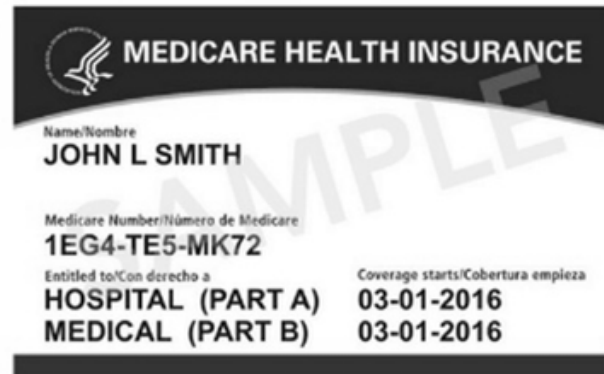 MEDICARE HEALTH INSURANCE
SAMPLE
Name/Nombre
JOHN L SMITH
Medicare Number/Número de Medicare
1EG4-TE5-MK72
Entitled to/Con derecho a Coverage starts/Cobertura empieza
HOSPITAL (PART A) 03-01-2016
MEDICAL (PART B) 03-01-2016